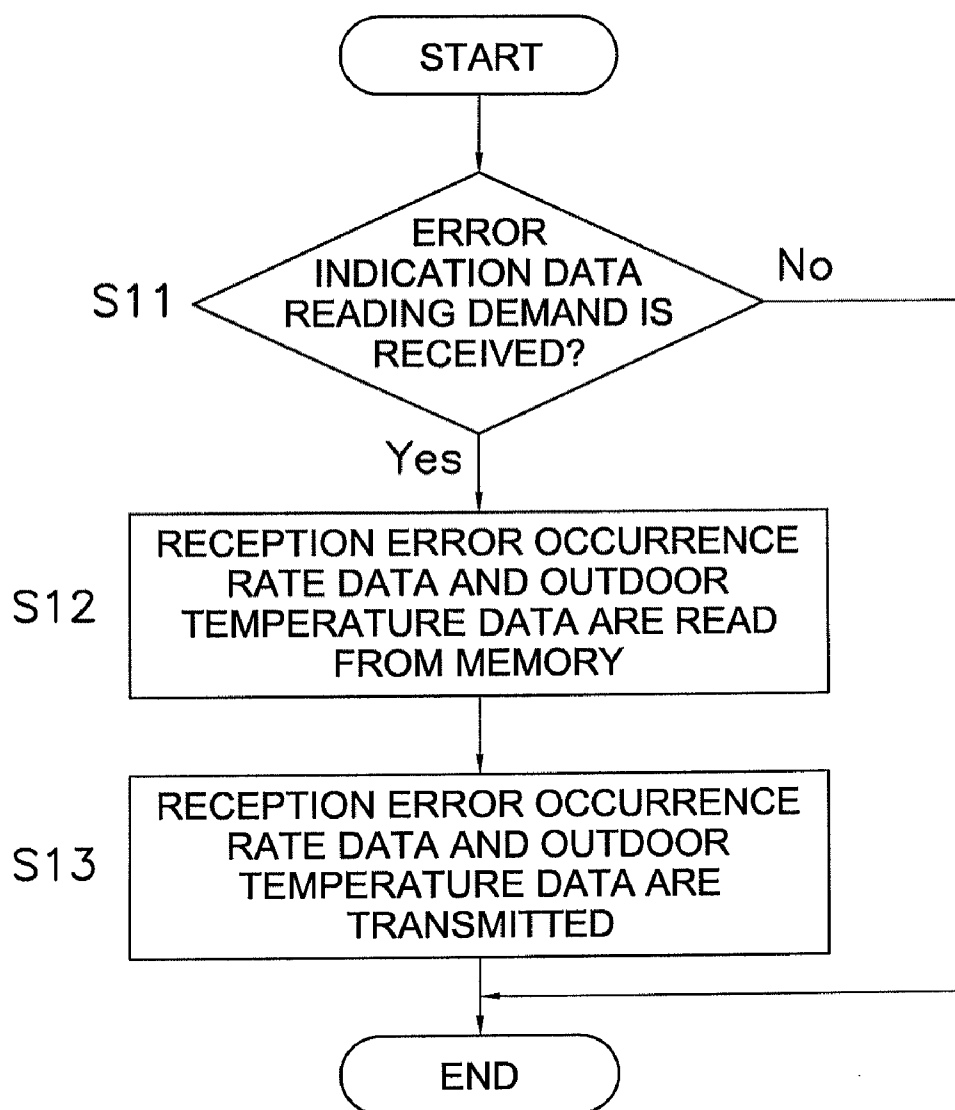 START
ERROR
INDICATION DATA
READING DEMAND IS
RECEIVED?
S11
No
Yes
RECEPTION ERROR OCCURRENCE
RATE DATA AND OUTDOOR
TEMPERATURE DATA ARE READ
FROM MEMORY
S12
RECEPTION ERROR OCCURRENCE
RATE DATA AND OUTDOOR
TEMPERATURE DATA ARE
TRANSMITTED
S13
END